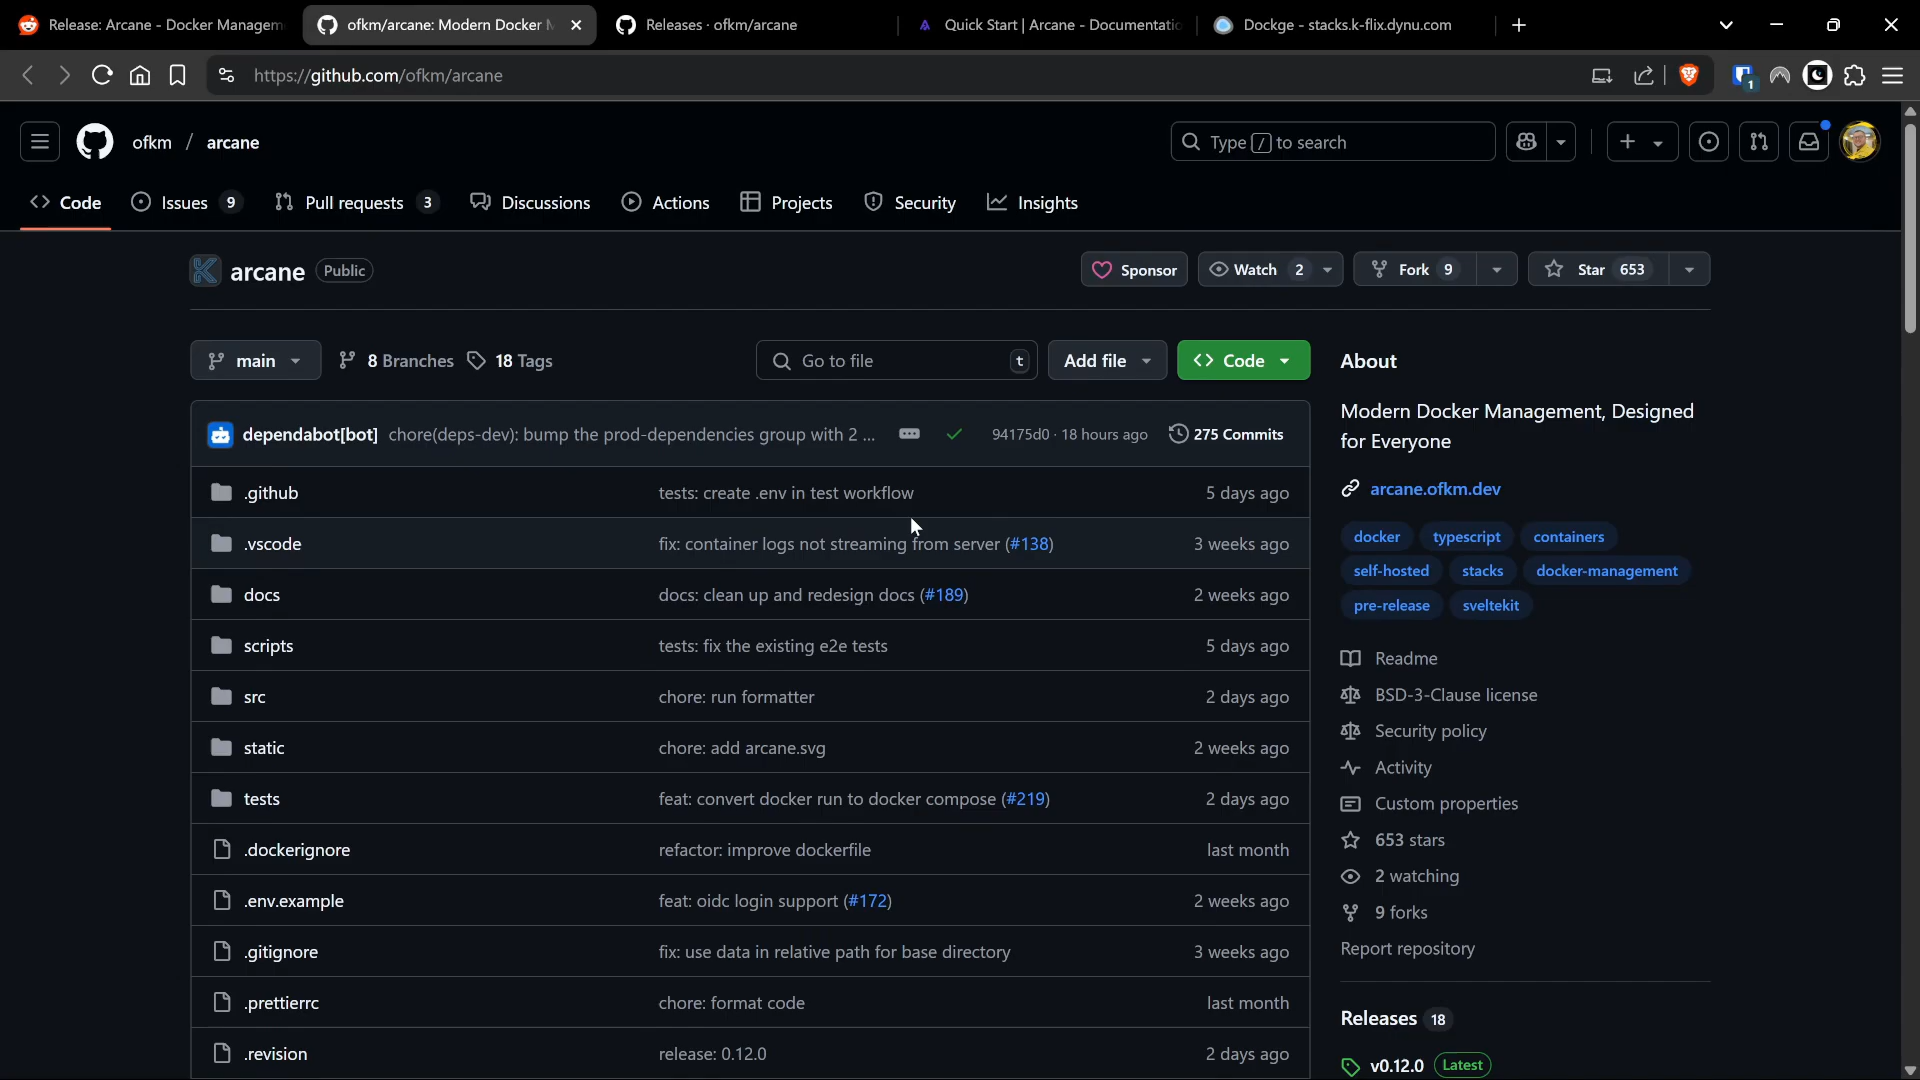 Release: Arcane - Docker Managem
ofkm/arcane: Modern Docker M
Releases · ofkm/arcane
Quick Start | Arcane - Documentatio
Dockge - stacks.k-flix.dynu.com
https://github.com/ofkm/arcane
1
ofkm / arcane
Type / to search
Code
Issues 9
Pull requests 3
Discussions
Actions
Projects
Security
Insights
arcane Public
Sponsor
Watch 2
Fork 9
Star 653
main
8 Branches
18 Tags
Go to file t
Add file
Code
dependabot[bot] chore(deps-dev): bump the prod-dependencies group with 2 ... 94175d0 · 18 hours ago 275 Commits
.github tests: create .env in test workflow 5 days ago
.vscode fix: container logs not streaming from server (#138) 3 weeks ago
docs docs: clean up and redesign docs (#189) 2 weeks ago
scripts tests: fix the existing e2e tests 5 days ago
src chore: run formatter 2 days ago
static chore: add arcane.svg 2 weeks ago
tests feat: convert docker run to docker compose (#219) 2 days ago
.dockerignore refactor: improve dockerfile last month
.env.example feat: oidc login support (#172) 2 weeks ago
.gitignore fix: use data in relative path for base directory 3 weeks ago
.prettierrc chore: format code last month
.revision release: 0.12.0 2 days ago
About
Modern Docker Management, Designed
for Everyone
arcane.ofkm.dev
docker typescript containers
self-hosted stacks docker-management
pre-release sveltekit
Readme
BSD-3-Clause license
Security policy
Activity
Custom properties
653 stars
2 watching
9 forks
Report repository
Releases 18
v0.12.0 Latest